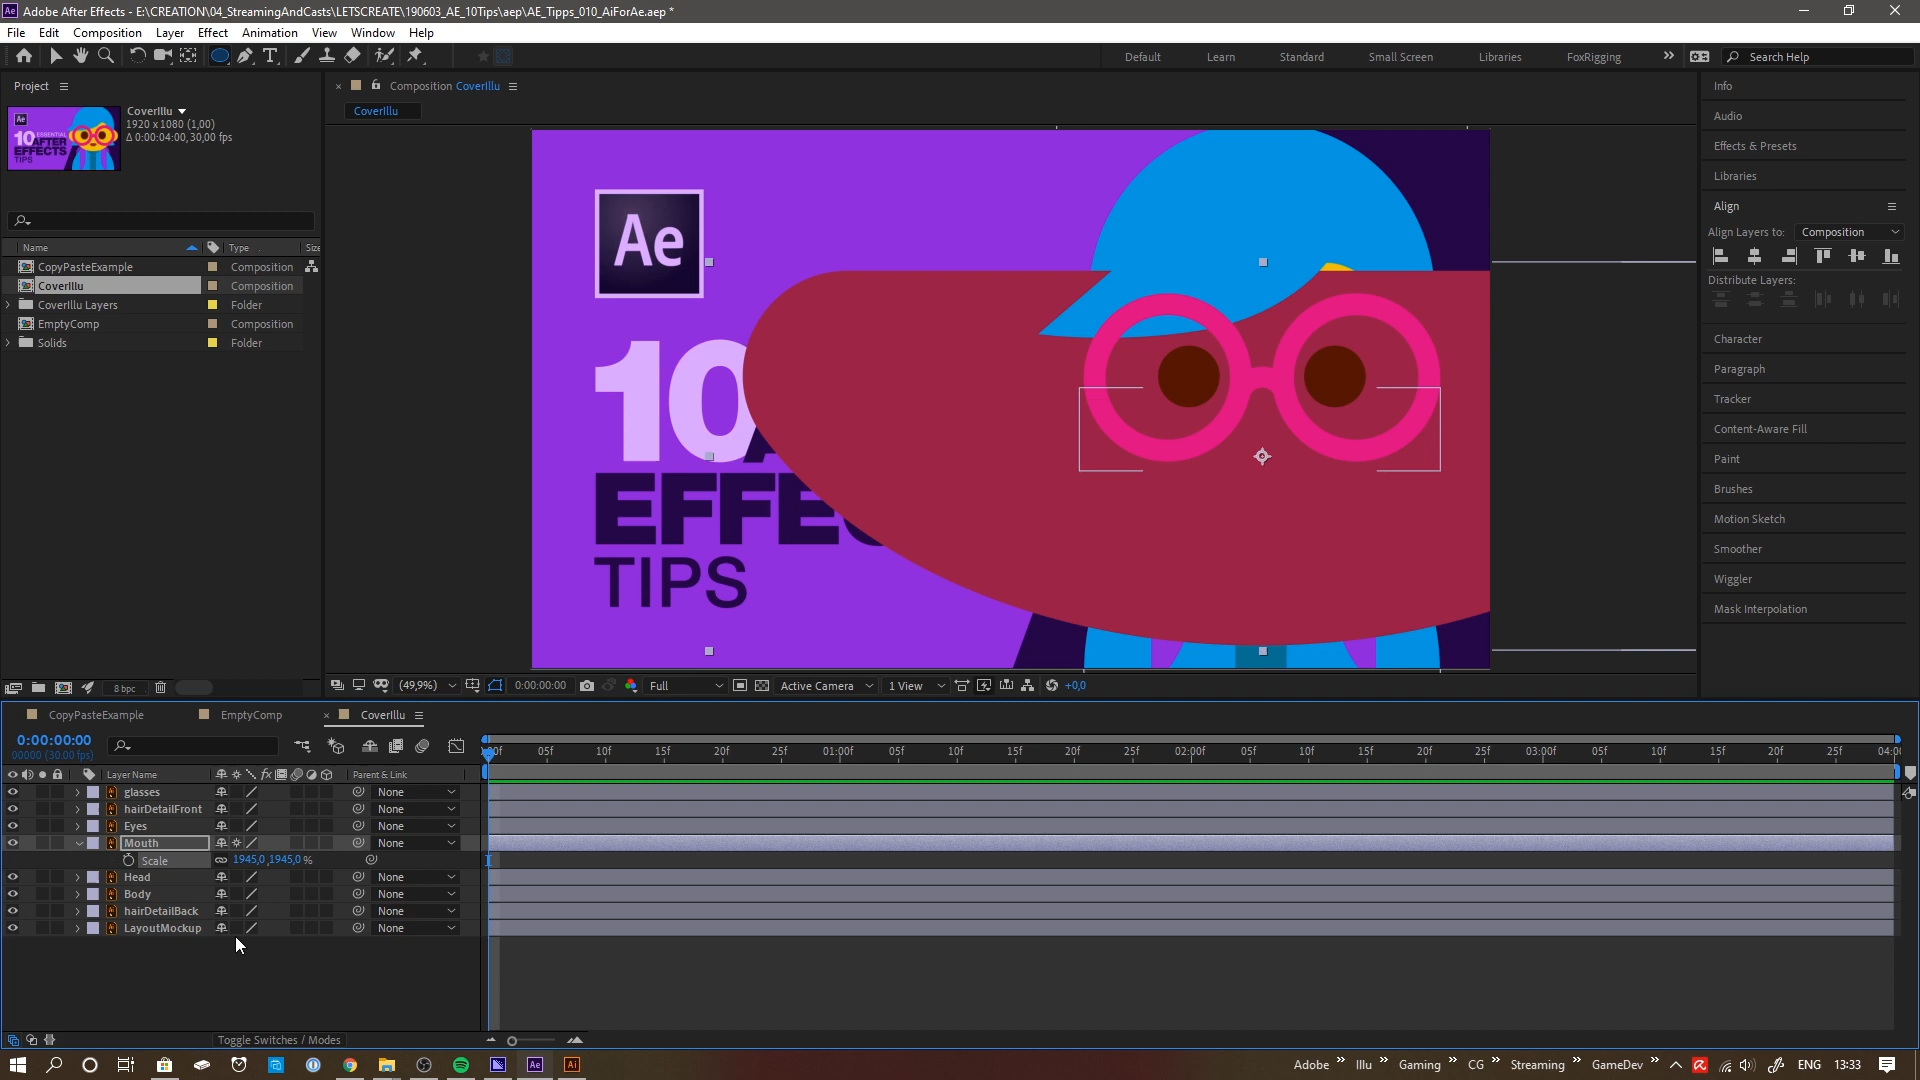 Adobe After Effects - E:\CREATION\04_StreamingAndCasts\LETSCREATE\190603_AE_10Tips\aep\AE_Tipps_010_AiForAe.aep *
File Edit Composition Layer Effect Animation View Window Help
Default Learn Standard Small Screen Libraries FoxRigging Search Help
Project
CoverIllu
1920 x 1080 (1,00)
Δ 0:00:04:00, 30,00 fps
Ae
10 ESSENTIAL
AFTER
EFFECTS
TIPS
Name Type Size
CopyPasteExample Composition
CoverIllu Composition
CoverIllu Layers Folder
EmptyComp Composition
Solids Folder
8 bpc
Composition CoverIllu
CoverIllu
Ae
10
EFFEC
TIPS
(49,9%) 0:00:00:00 Full Active Camera 1 View +0,0
Info
Audio
Effects & Presets
Libraries
Align
Align Layers to: Composition
Distribute Layers:
Character
Paragraph
Tracker
Content-Aware Fill
Paint
Brushes
Motion Sketch
Smoother
Wiggler
Mask Interpolation
CopyPasteExample EmptyComp CoverIllu
0:00:00:00
00000 (30.00 fps)
Layer Name Parent & Link
:00f 05f 10f 15f 20f 25f 01:00f 05f 10f 15f 20f 25f 02:00f 05f 10f 15f 20f 25f 03:00f 05f 10f 15f 20f 25f 04:0
glasses None
hairDetailFront None
Eyes None
Mouth None
Scale 1945,0 ,1945,0 %
Head None
Body None
hairDetailBack None
LayoutMockup None
Toggle Switches / Modes
Ae Ai Adobe Illu Gaming CG Streaming GameDev ENG 13:33